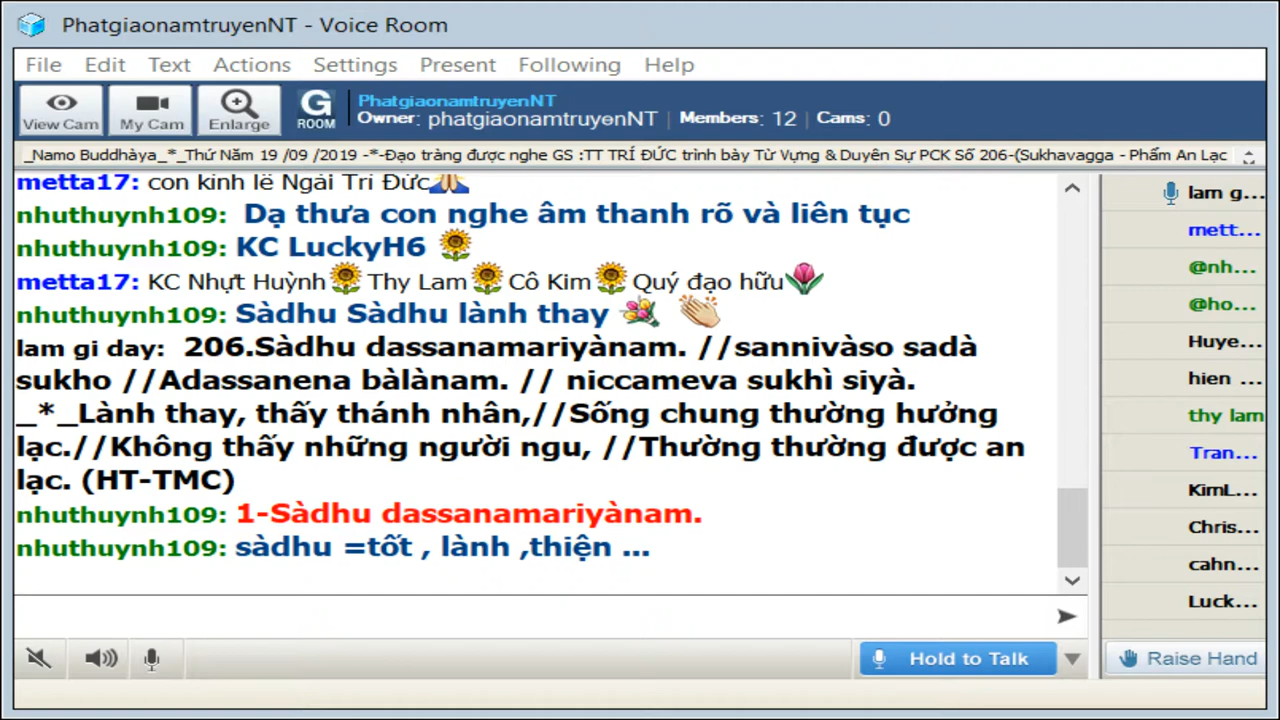 PhatgiaonamtruyenNT - Voice Room
File Edit Text Actions Settings Present Following Help
View Cam My Cam Enlarge G ROOM PhatgiaonamtruyenNT
Owner: phatgiaonamtruyenNT Members: 12 Cams: 0
_Namo Buddhàya_*_Thứ Năm 19 /09 /2019 -*-Đạo tràng được nghe GS :TT TRÍ ĐỨC trình bày Từ Vựng & Duyên Sự PCK Số 206-(Sukhavagga - Phẩm An Lạc
metta17: con kính lễ Ngài Trí Đức
nhuthuynh109: Dạ thưa con nghe âm thanh rõ và liên tục
nhuthuynh109: KC LuckyH6
metta17: KC Nhựt Huỳnh Thy Lam Cô Kim Quý đạo hữu
nhuthuynh109: Sàdhu Sàdhu lành thay
lam gi day: 206.Sàdhu dassanamariyànam. //sannivàso sadà
sukho //Adassanena bàlànam. // niccameva sukhì siyà.
_*_Lành thay, thấy thánh nhân,//Sống chung thường hưởng
lạc.//Không thấy những người ngu, //Thường thường được an
lạc. (HT-TMC)
nhuthuynh109: 1-Sàdhu dassanamariyànam.
nhuthuynh109: sàdhu =tốt , lành ,thiện ...
lam g...
mett...
@nh...
@ho...
Huye...
hien ...
thy lam
Tran...
KimL...
Chris...
cahn...
Luck...
Hold to Talk
Raise Hand